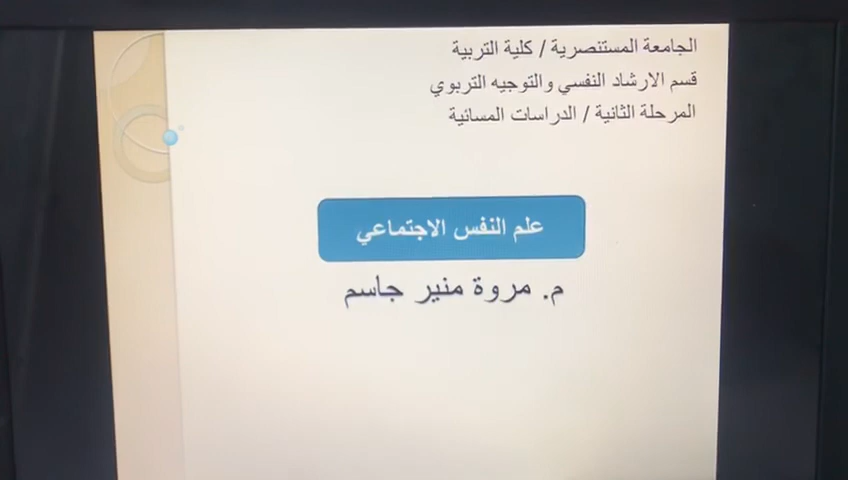 الجامعة المستنصرية / كلية التربية
قسم الارشاد النفسي والتوجيه التربوي
المرحلة الثانية / الدراسات المسائية
علم النفس الاجتماعي
م. مروة منير جاسم